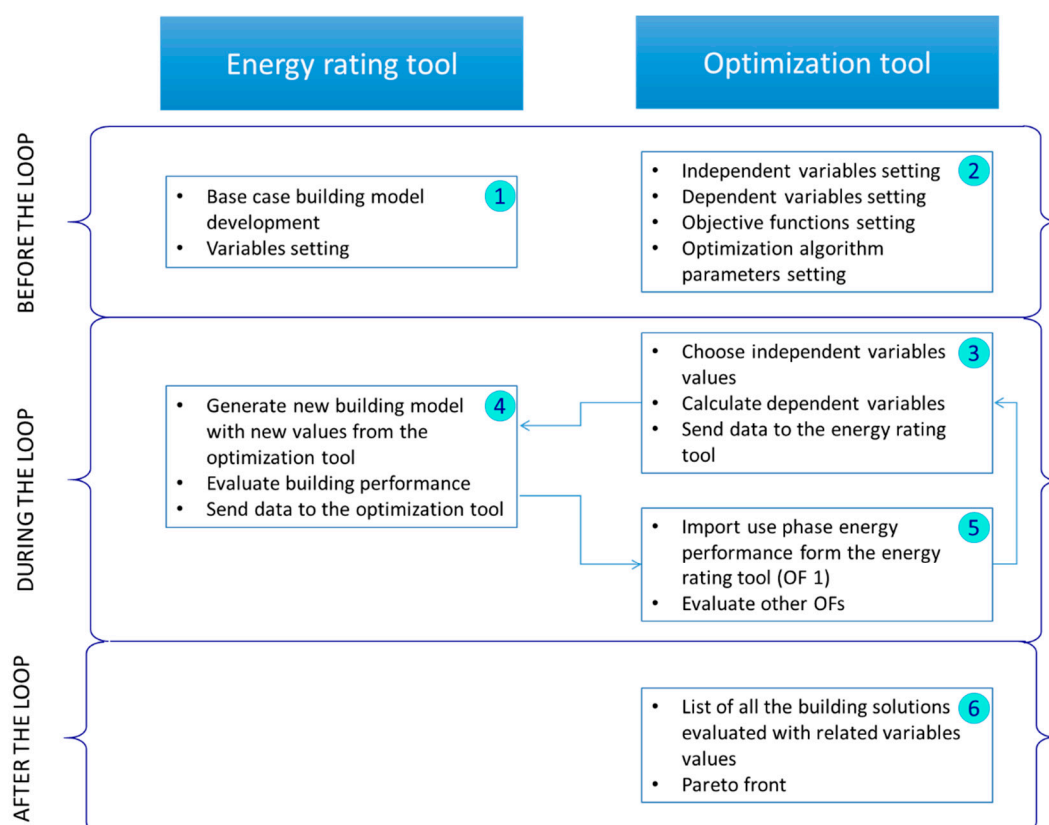 Energy rating tool
Optimization tool
BEFORE THE LOOP
• Base case building model
development
• Variables setting
1
• Independent variables setting
• Dependent variables setting
• Objective functions setting
• Optimization algorithm
parameters setting
2
DURING THE LOOP
• Choose independent variables
values
• Calculate dependent variables
• Send data to the energy rating
tool
3
• Generate new building model
with new values from the
optimization tool
• Evaluate building performance
• Send data to the optimization tool
4
• Import use phase energy
performance form the energy
rating tool (OF 1)
• Evaluate other OFs
5
AFTER THE LOOP
• List of all the building solutions
evaluated with related variables
values
• Pareto front
6